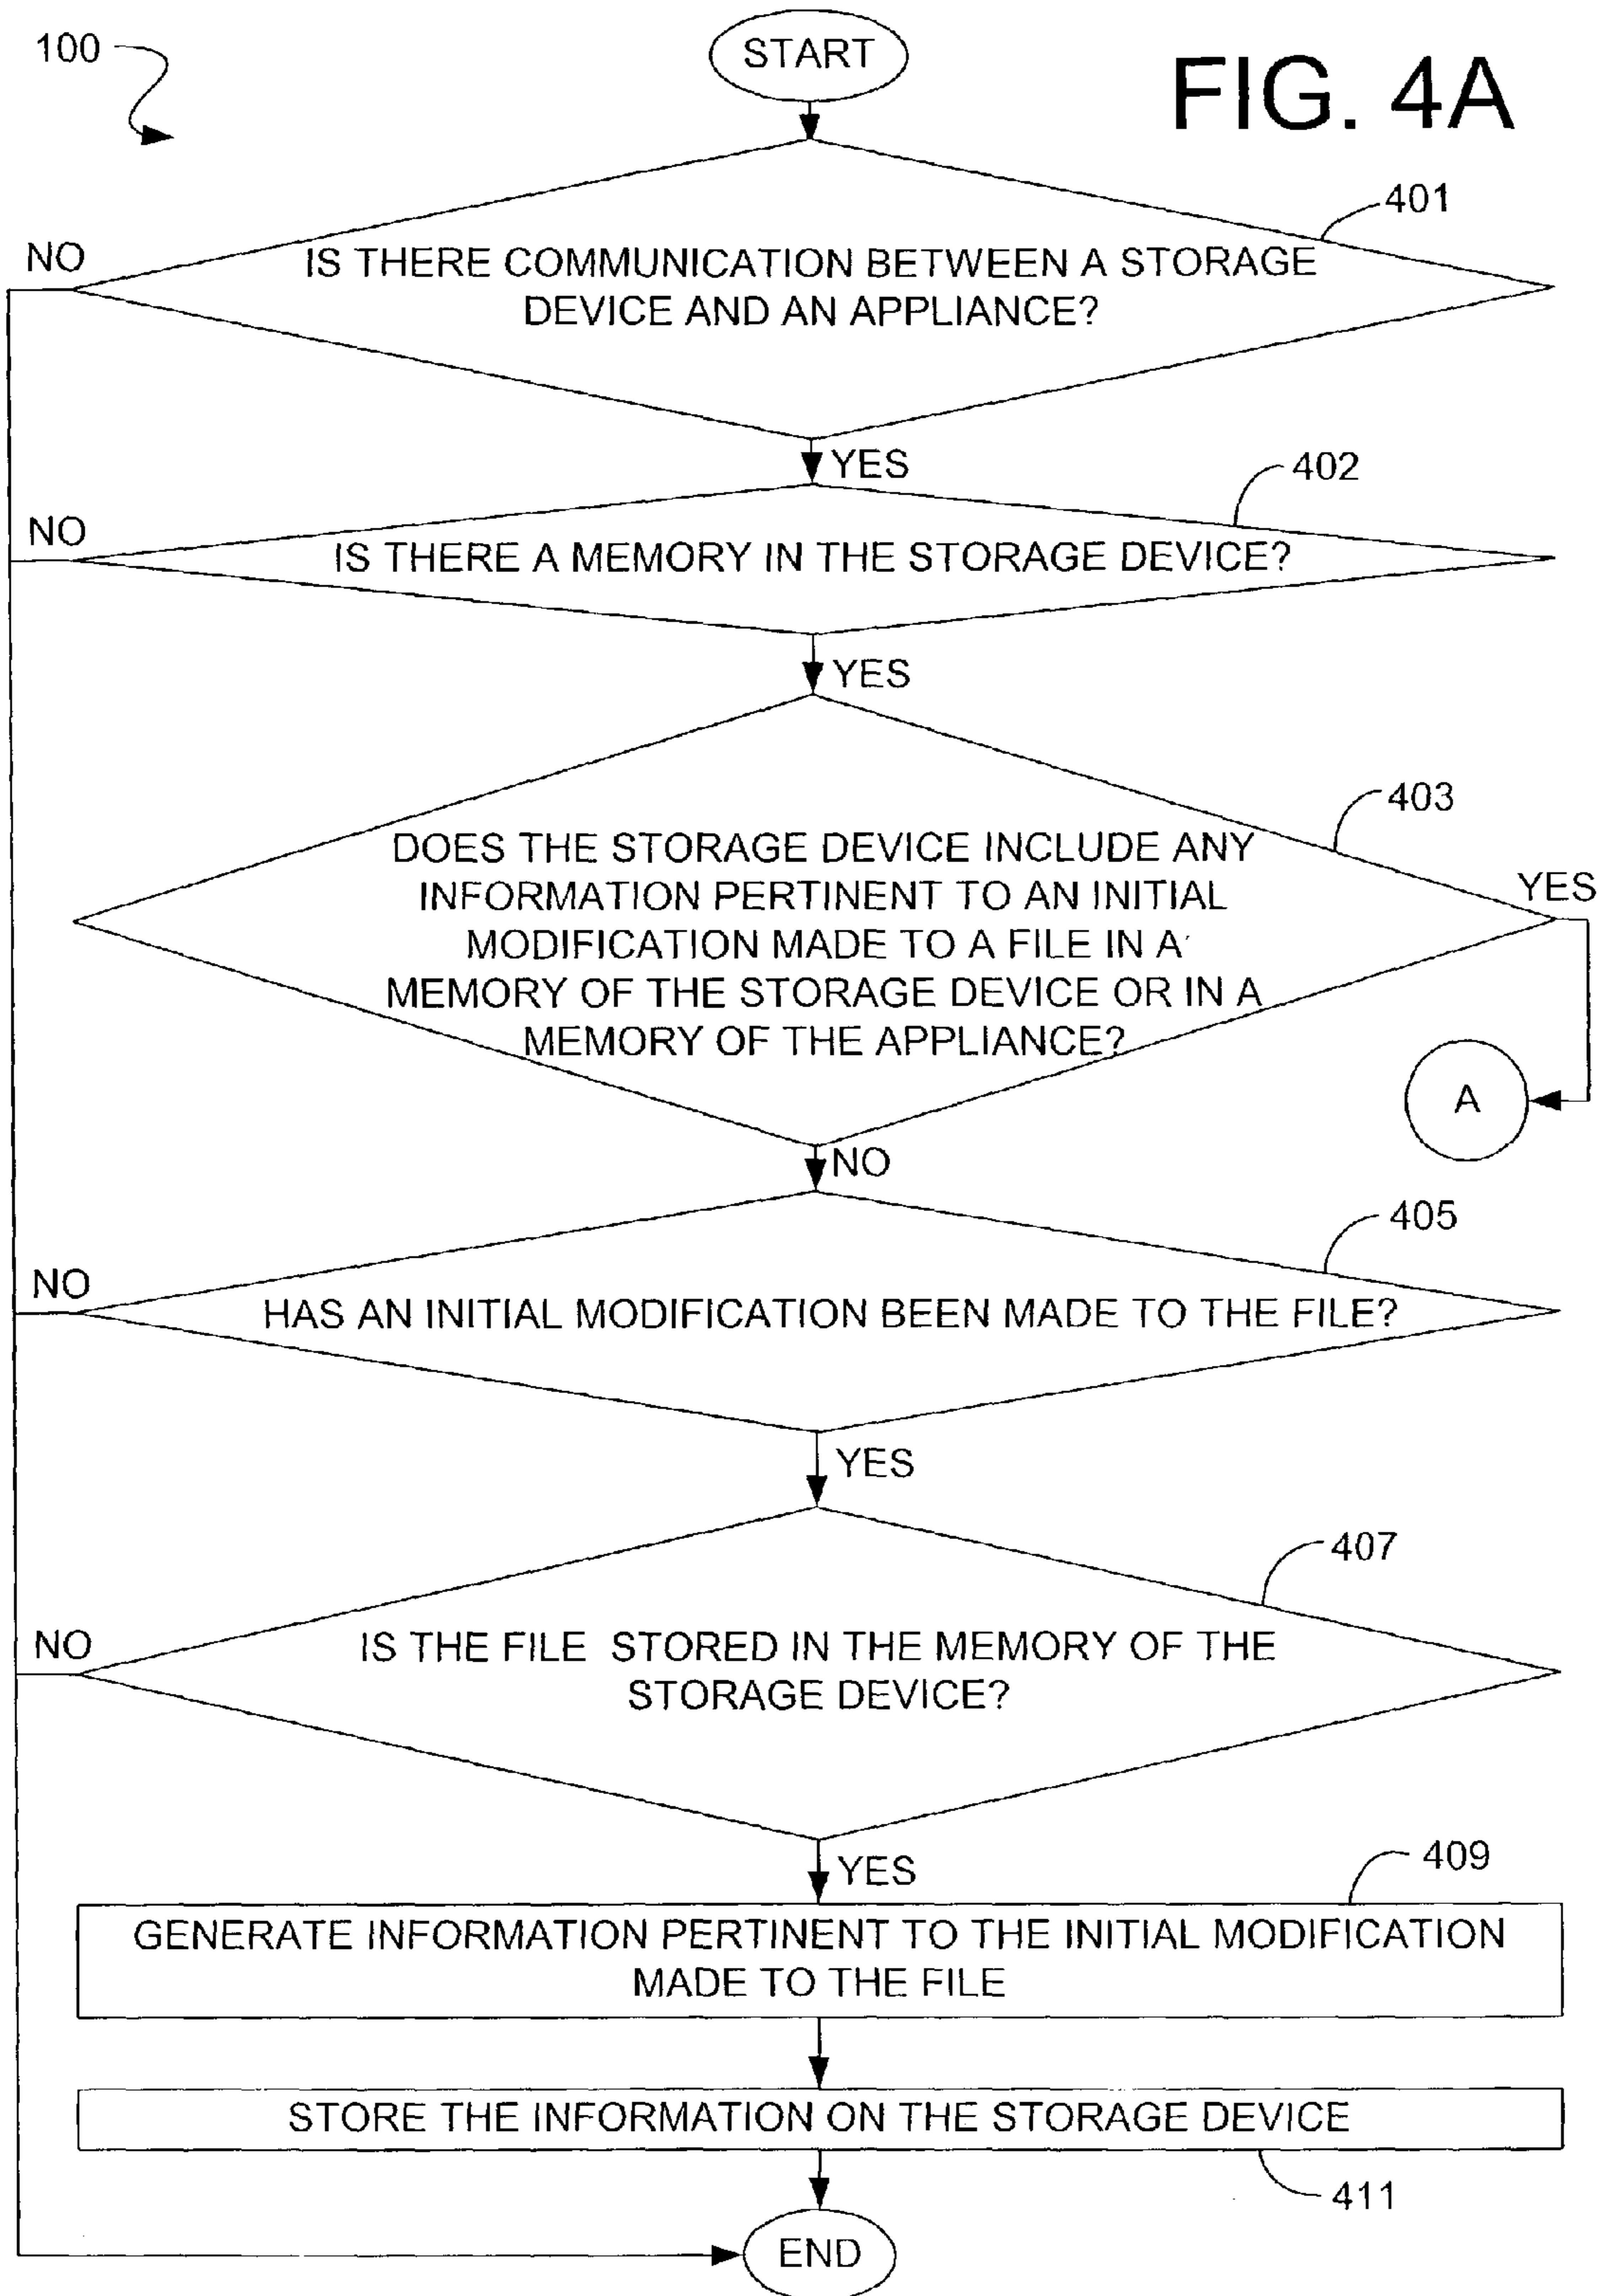 100
START
FIG. 4A
401
NO
IS THERE COMMUNICATION BETWEEN A STORAGE
DEVICE AND AN APPLIANCE?
YES
402
NO
IS THERE A MEMORY IN THE STORAGE DEVICE?
YES
403
DOES THE STORAGE DEVICE INCLUDE ANY
INFORMATION PERTINENT TO AN INITIAL
MODIFICATION MADE TO A FILE IN A
MEMORY OF THE STORAGE DEVICE OR IN A
MEMORY OF THE APPLIANCE?
YES
A
NO
405
NO
HAS AN INITIAL MODIFICATION BEEN MADE TO THE FILE?
YES
407
NO
IS THE FILE STORED IN THE MEMORY OF THE
STORAGE DEVICE?
YES
409
GENERATE INFORMATION PERTINENT TO THE INITIAL MODIFICATION
MADE TO THE FILE
STORE THE INFORMATION ON THE STORAGE DEVICE
411
END